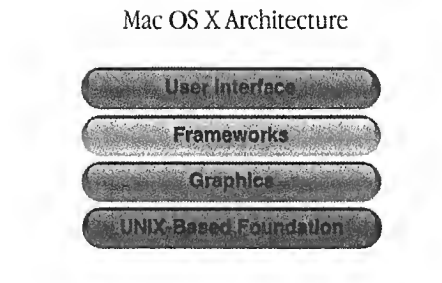 Mac OS X Architecture
User Interface
Frameworks
Graphics
UNIX-Based Foundation